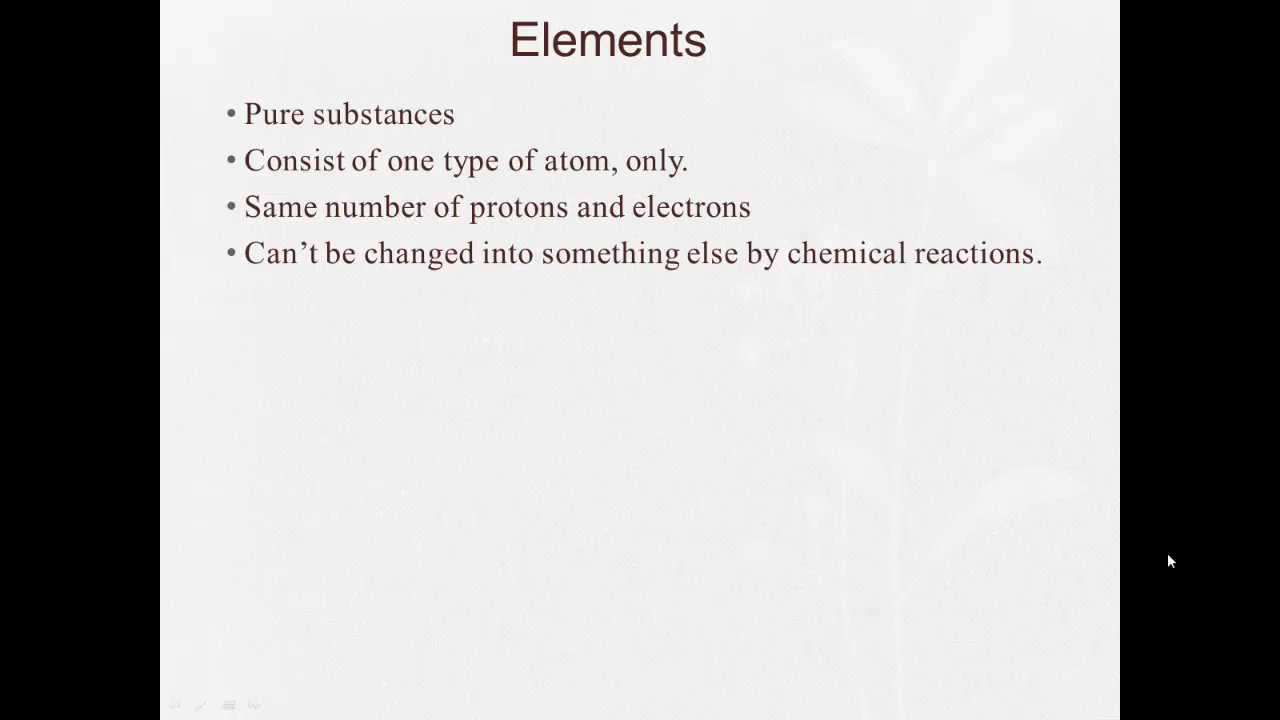 Elements
• Pure substances
• Consist of one type of atom, only.
• Same number of protons and electrons
• Can’t be changed into something else by chemical reactions.